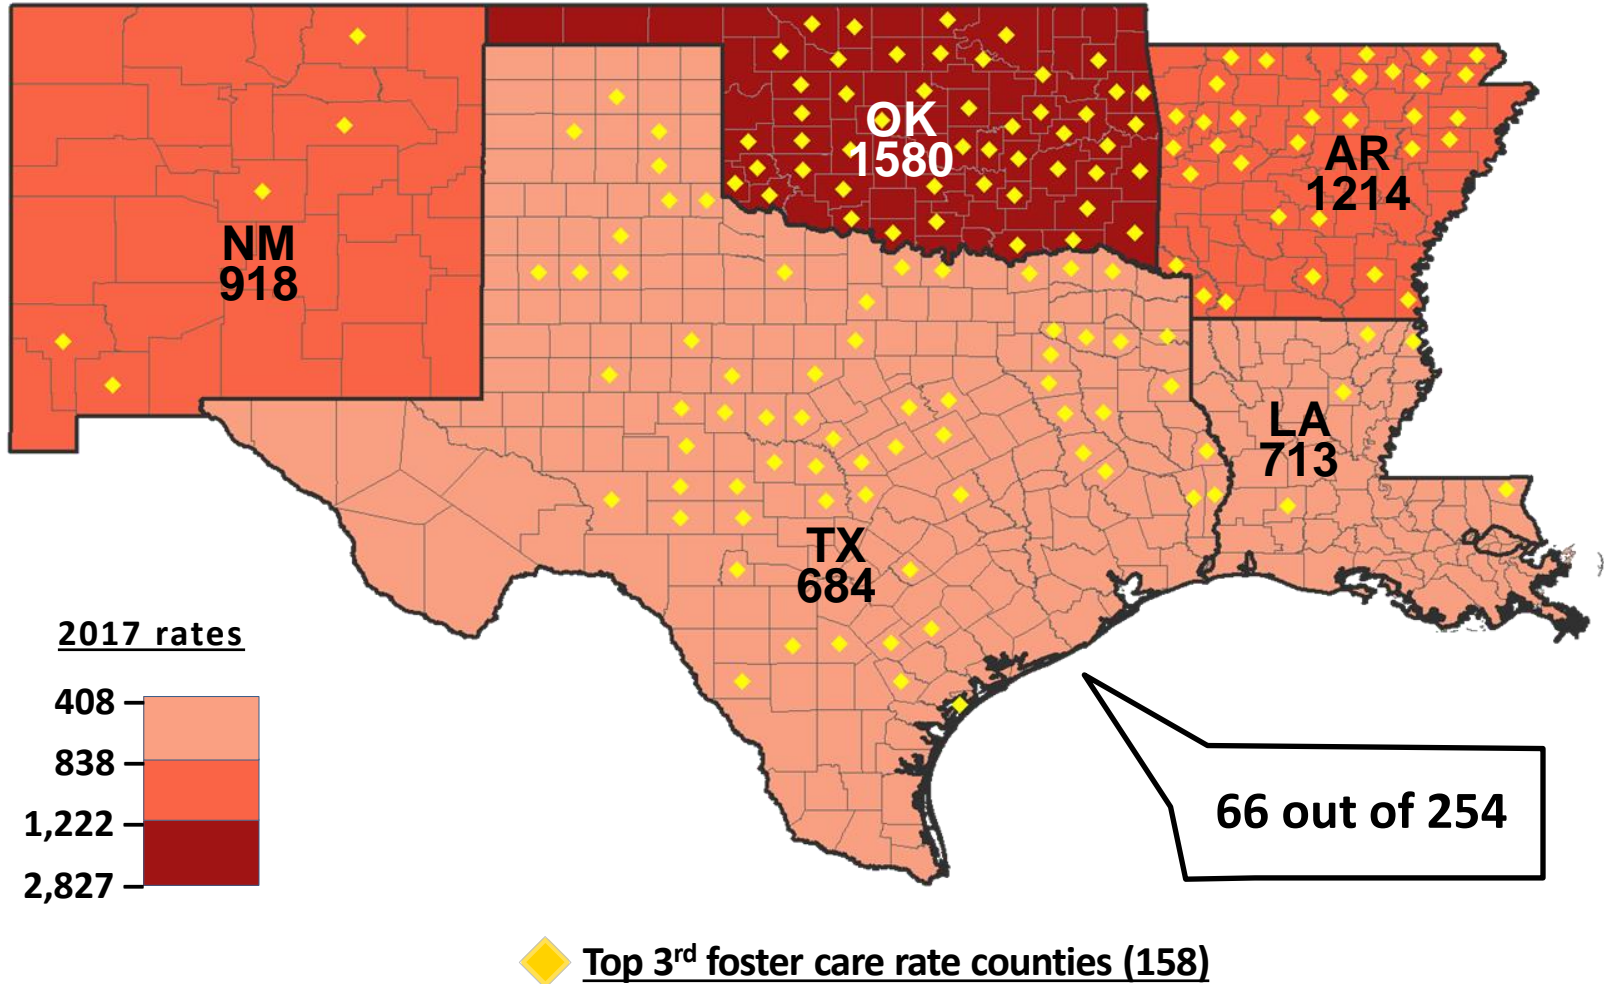 OK
1580
AR
1214
NM
918
LA
713
TX
684
2017 rates
408
838
1,222
2,827
66 out of 254
Top 3rd foster care rate counties (158)